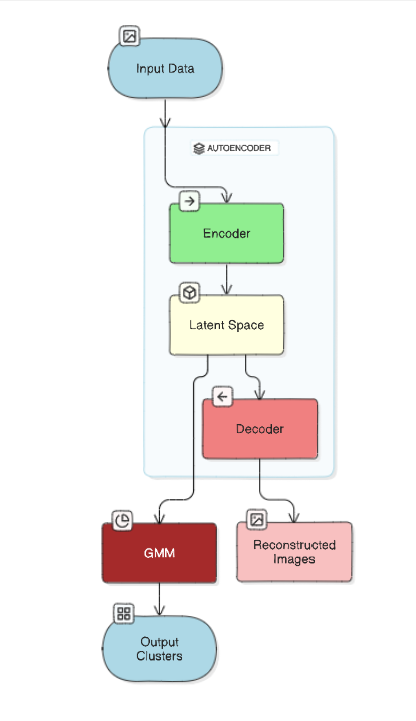 Input Data
AUTOENCODER
Encoder
Latent Space
Decoder
GMM
Reconstructed
Images
Output
Clusters